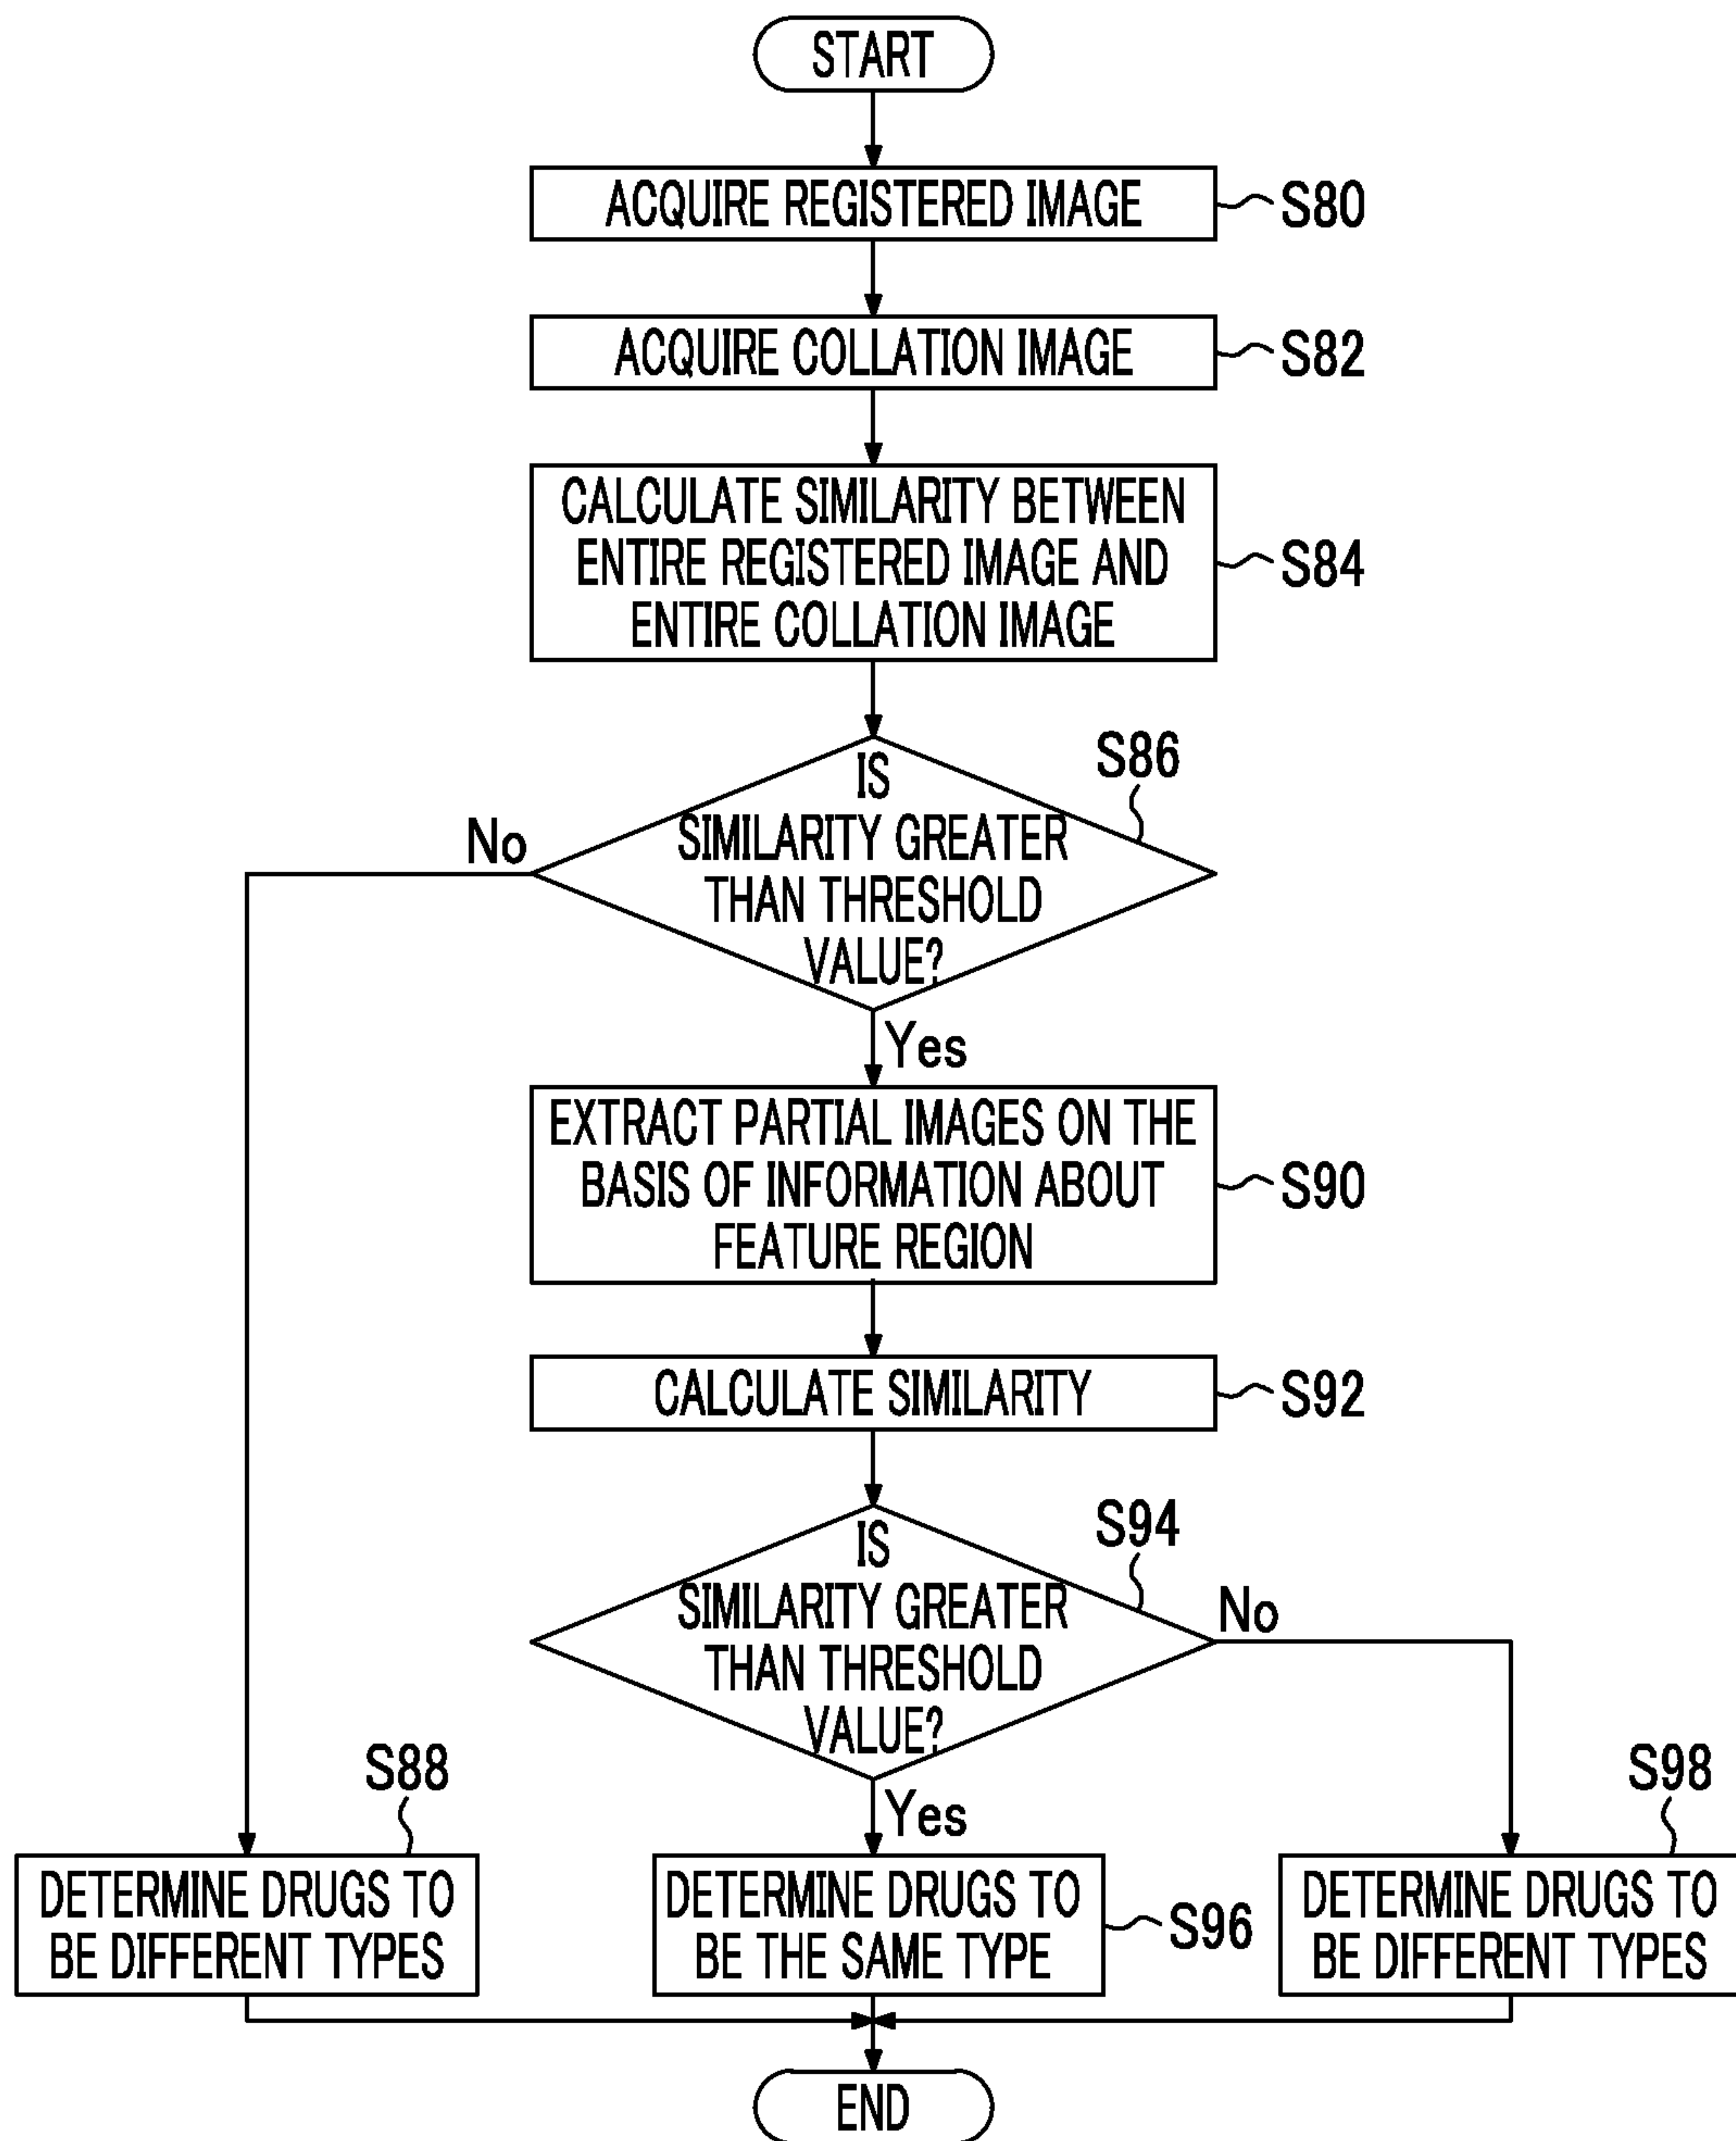 START
ACQUIRE REGISTERED IMAGE
S80
ACQUIRE COLLATION IMAGE
S82
CALCULATE SIMILARITY BETWEEN
ENTIRE REGISTERED IMAGE AND
ENTIRE COLLATION IMAGE
S84
IS
SIMILARITY GREATER
THAN THRESHOLD
VALUE?
S86
No
Yes
EXTRACT PARTIAL IMAGES ON THE
BASIS OF INFORMATION ABOUT
FEATURE REGION
S90
CALCULATE SIMILARITY
S92
IS
SIMILARITY GREATER
THAN THRESHOLD
VALUE?
S94
No
Yes
S88
DETERMINE DRUGS TO
BE DIFFERENT TYPES
DETERMINE DRUGS TO
BE THE SAME TYPE
S96
S98
DETERMINE DRUGS TO
BE DIFFERENT TYPES
END